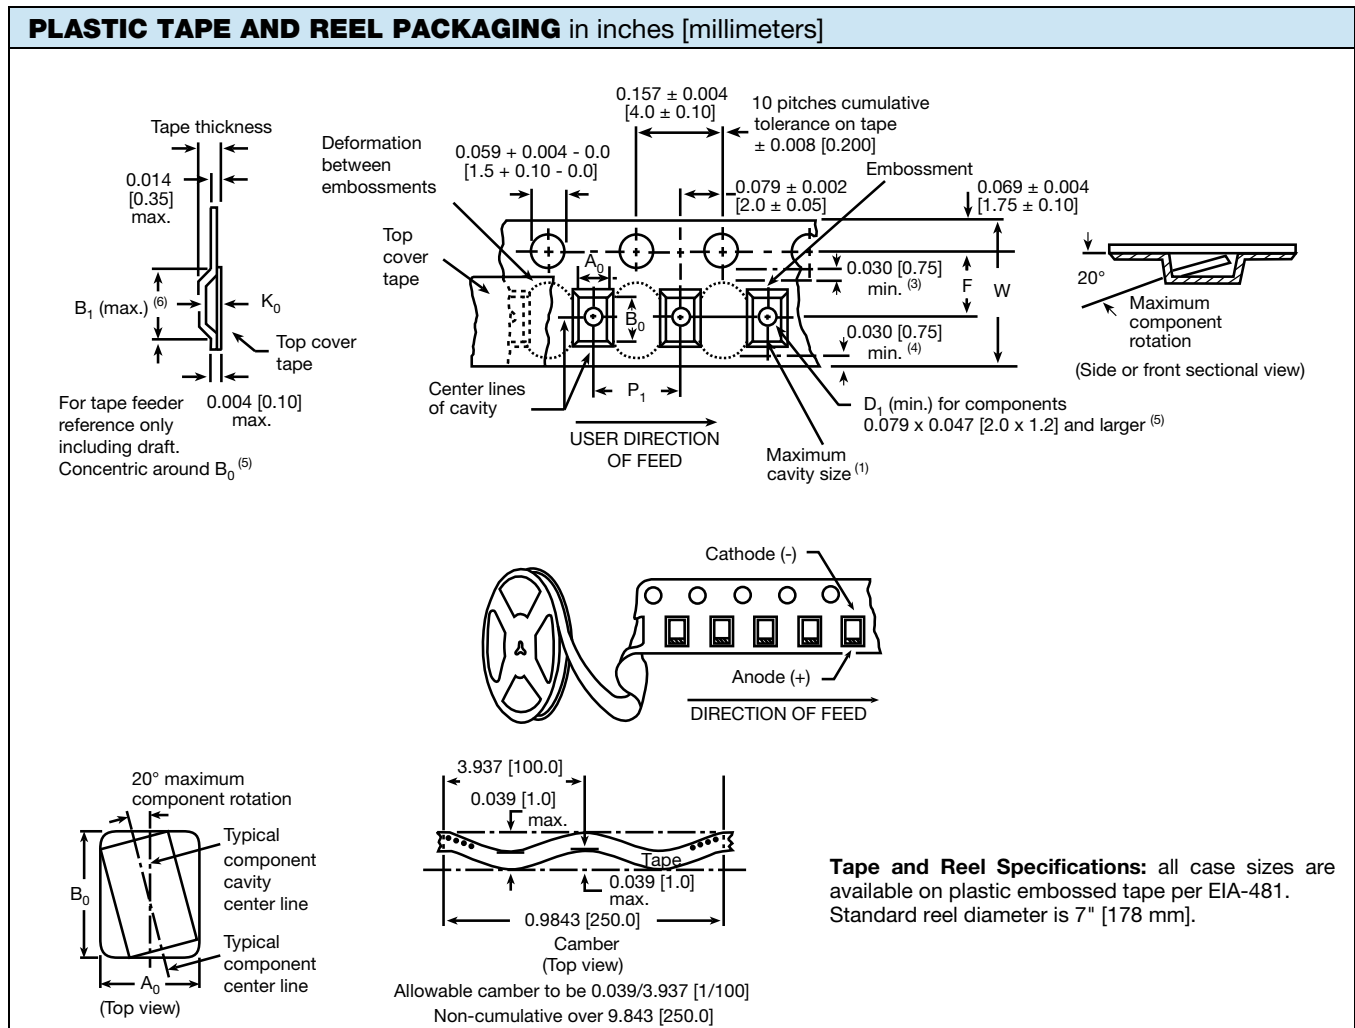 PLASTIC TAPE AND REEL PACKAGING in inches [millimeters]
0.157 ± 0.004
[4.0 ± 0.10]
10 pitches cumulative
tolerance on tape
± 0.008 [0.200]
Tape thickness
Deformation
between
embossments
0.059 + 0.004 - 0.0
[1.5 + 0.10 - 0.0]
Embossment
0.014
[0.35]
max.
0.079 ± 0.002
[2.0 ± 0.05]
0.069 ± 0.004
[1.75 ± 0.10]
Top
cover
tape
A0
0.030 [0.75]
min. (3)
F
W
20°
Maximum
component
rotation
(Side or front sectional view)
B1 (max.) (6)
K0
B0
Top cover
tape
0.030 [0.75]
min. (4)
Center lines
of cavity
P1
For tape feeder
reference only
including draft.
Concentric around B0 (5)
0.004 [0.10]
max.
D1 (min.) for components
0.079 x 0.047 [2.0 x 1.2] and larger (5)
USER DIRECTION
OF FEED
Maximum
cavity size (1)
Cathode (-)
Anode (+)
DIRECTION OF FEED
20° maximum
component rotation
Typical
component
cavity
center line
B0
Typical
component
center line
A0
(Top view)
3.937 [100.0]
0.039 [1.0]
max.
Tape
0.039 [1.0]
max.
0.9843 [250.0]
Camber
(Top view)
Allowable camber to be 0.039/3.937 [1/100]
Non-cumulative over 9.843 [250.0]
Tape and Reel Specifications: all case sizes are
available on plastic embossed tape per EIA-481.
Standard reel diameter is 7" [178 mm].